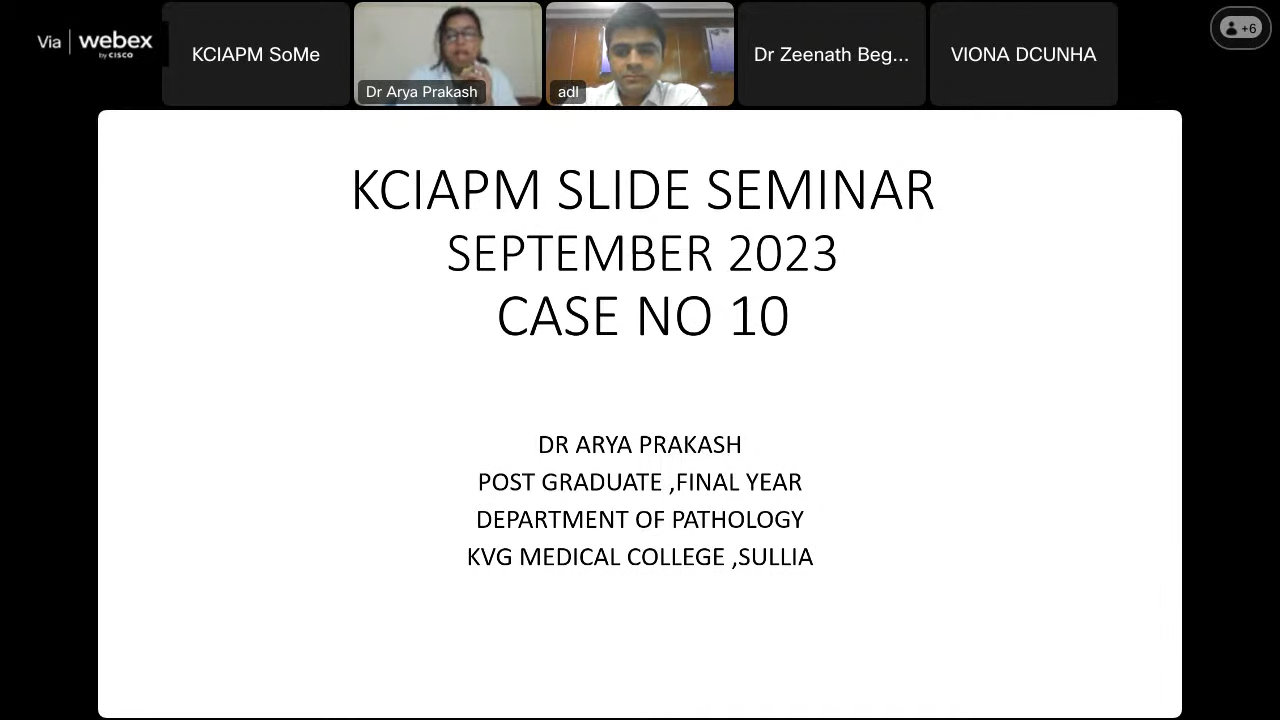 Via webex
by CISCO
KCIAPM SoMe
Dr Arya Prakash
adl
Dr Zeenath Beg...
VIONA DCUNHA
+6
KCIAPM SLIDE SEMINAR
SEPTEMBER 2023
CASE NO 10
DR ARYA PRAKASH
POST GRADUATE ,FINAL YEAR
DEPARTMENT OF PATHOLOGY
KVG MEDICAL COLLEGE ,SULLIA